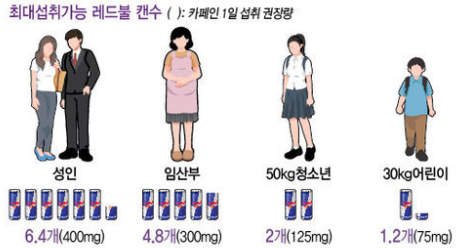 최대섭취가능 레드불 캔수 ( ): 카페인 1일 섭취 권장량
성인
임산부
50kg청소년
30kg어린이
6.4개(400mg)
4.8개(300mg)
2개(125mg)
1.2개(75mg)